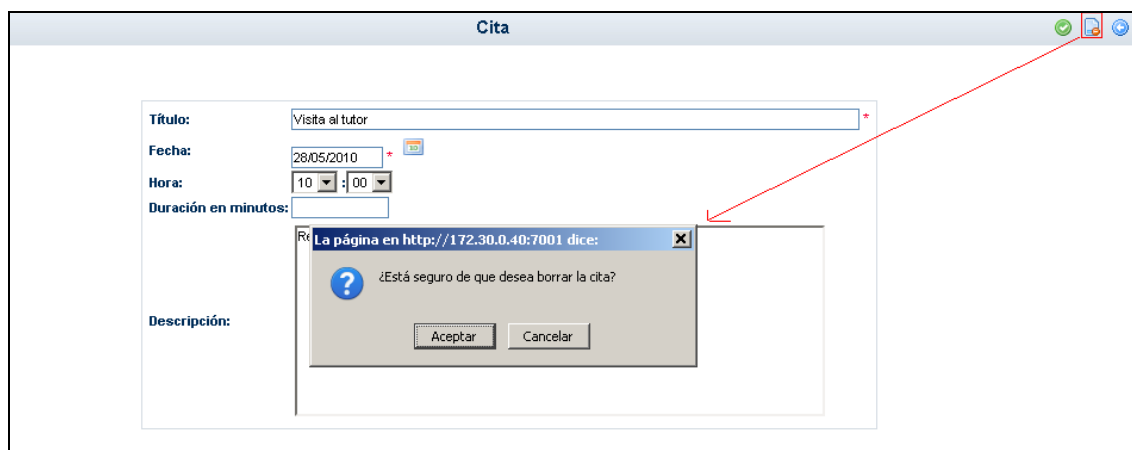 Cita
Título: Visita al tutor *
Fecha: 28/05/2010 *
Hora: 10 : 00
Duración en minutos:
La página en http://172.30.0.40:7001 dice:
¿Está seguro de que desea borrar la cita?
Descripción:
Aceptar Cancelar